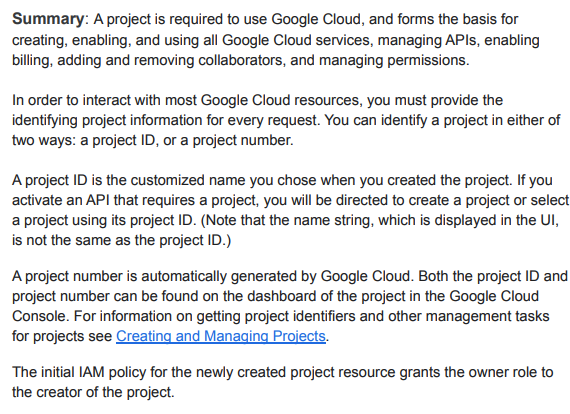 Summary: A project is required to use Google Cloud, and forms the basis for
creating, enabling, and using all Google Cloud services, managing APIs, enabling
billing, adding and removing collaborators, and managing permissions.
In order to interact with most Google Cloud resources, you must provide the
identifying project information for every request. You can identify a project in either of
two ways: a project ID, or a project number.
A project ID is the customized name you chose when you created the project. If you
activate an API that requires a project, you will be directed to create a project or select
a project using its project ID. (Note that the name string, which is displayed in the UI,
is not the same as the project ID.)
A project number is automatically generated by Google Cloud. Both the project ID and
project number can be found on the dashboard of the project in the Google Cloud
Console. For information on getting project identifiers and other management tasks
for projects see Creating and Managing Projects.
The initial IAM policy for the newly created project resource grants the owner role to
the creator of the project.